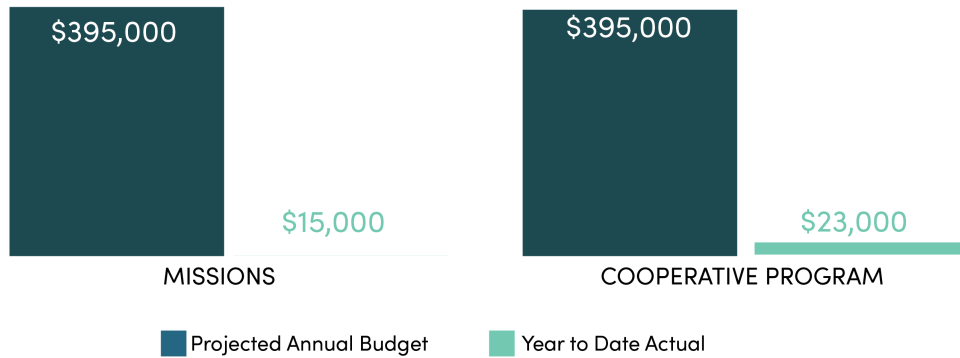 $395,000
$395,000
$15,000
$23,000
MISSIONS
COOPERATIVE PROGRAM
Projected Annual Budget
Year to Date Actual